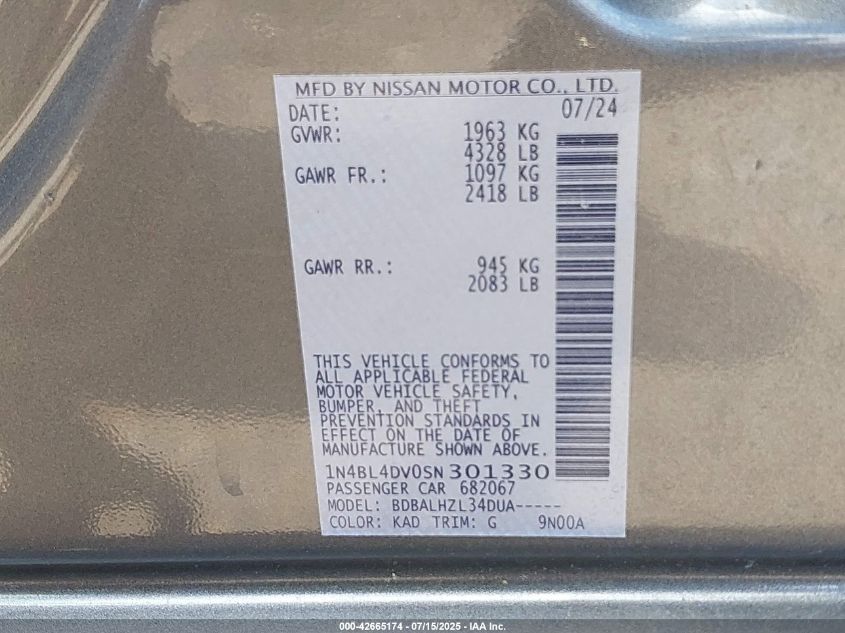 MFD BY NISSAN MOTOR CO., LTD.
DATE: 07/24
GVWR: 1963 KG
4328 LB
GAWR FR.: 1097 KG
2418 LB
GAWR RR.: 945 KG
2083 LB
THIS VEHICLE CONFORMS TO
ALL APPLICABLE FEDERAL
MOTOR VEHICLE SAFETY,
BUMPER, AND THEFT
PREVENTION STANDARDS IN
EFFECT ON THE DATE OF
MANUFACTURE SHOWN ABOVE.
1N4BL4DV0SN301330
PASSENGER CAR 682067
MODEL: BDBALHZL34DUA-----
COLOR: KAD TRIM: G 9N00A
000-42665174 - 07/15/2025 - IAA Inc.